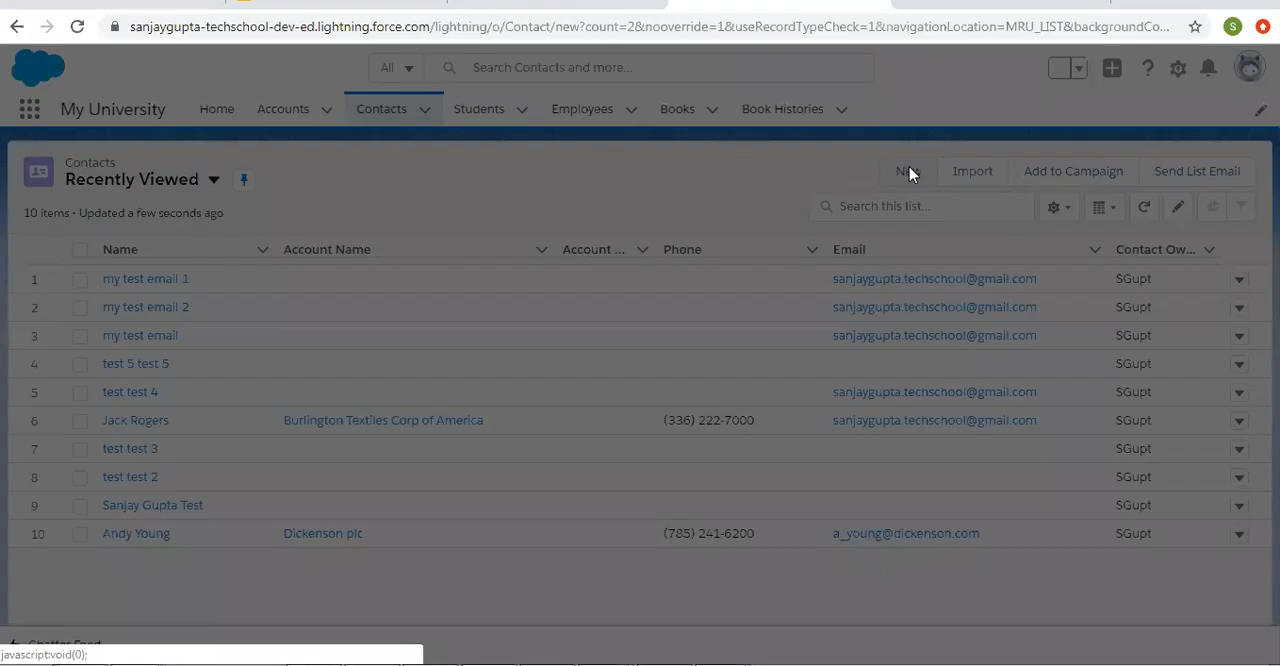 sanjaygupta-techschool-dev-ed.lightning.force.com/lightning/o/Contact/new?count=2&nooverride=1&useRecordTypeCheck=1&navigationLocation=MRU_LIST&backgroundCo...
S
All Search Contacts and more...
My University Home Accounts Contacts Students Employees Books Book Histories
Contacts
Recently Viewed
New Import Add to Campaign Send List Email
10 items • Updated a few seconds ago
Search this list...
Name Account Name Account ... Phone Email Contact Ow...
1 my test email 1 sanjaygupta.techschool@gmail.com SGupt
2 my test email 2 sanjaygupta.techschool@gmail.com SGupt
3 my test email sanjaygupta.techschool@gmail.com SGupt
4 test 5 test 5 SGupt
5 test test 4 sanjaygupta.techschool@gmail.com SGupt
6 Jack Rogers Burlington Textiles Corp of America (336) 222-7000 sanjaygupta.techschool@gmail.com SGupt
7 test test 3 SGupt
8 test test 2 SGupt
9 Sanjay Gupta Test SGupt
10 Andy Young Dickenson plc (785) 241-6200 a_young@dickenson.com SGupt
Chatter Feed
javascript:void(0);